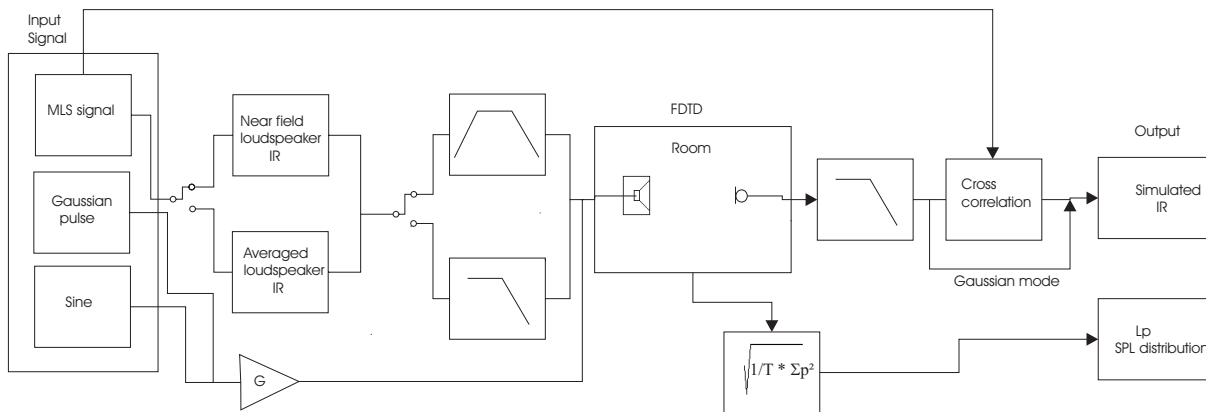 Input
Signal
MLS signal
Gaussian
pulse
Sine
Near field
loudspeaker
IR
Averaged
loudspeaker
IR
G
FDTD
Room
Cross
correlation
Gaussian mode
Output
Simulated
IR
√1/T * Σp²
Lp
SPL distribution